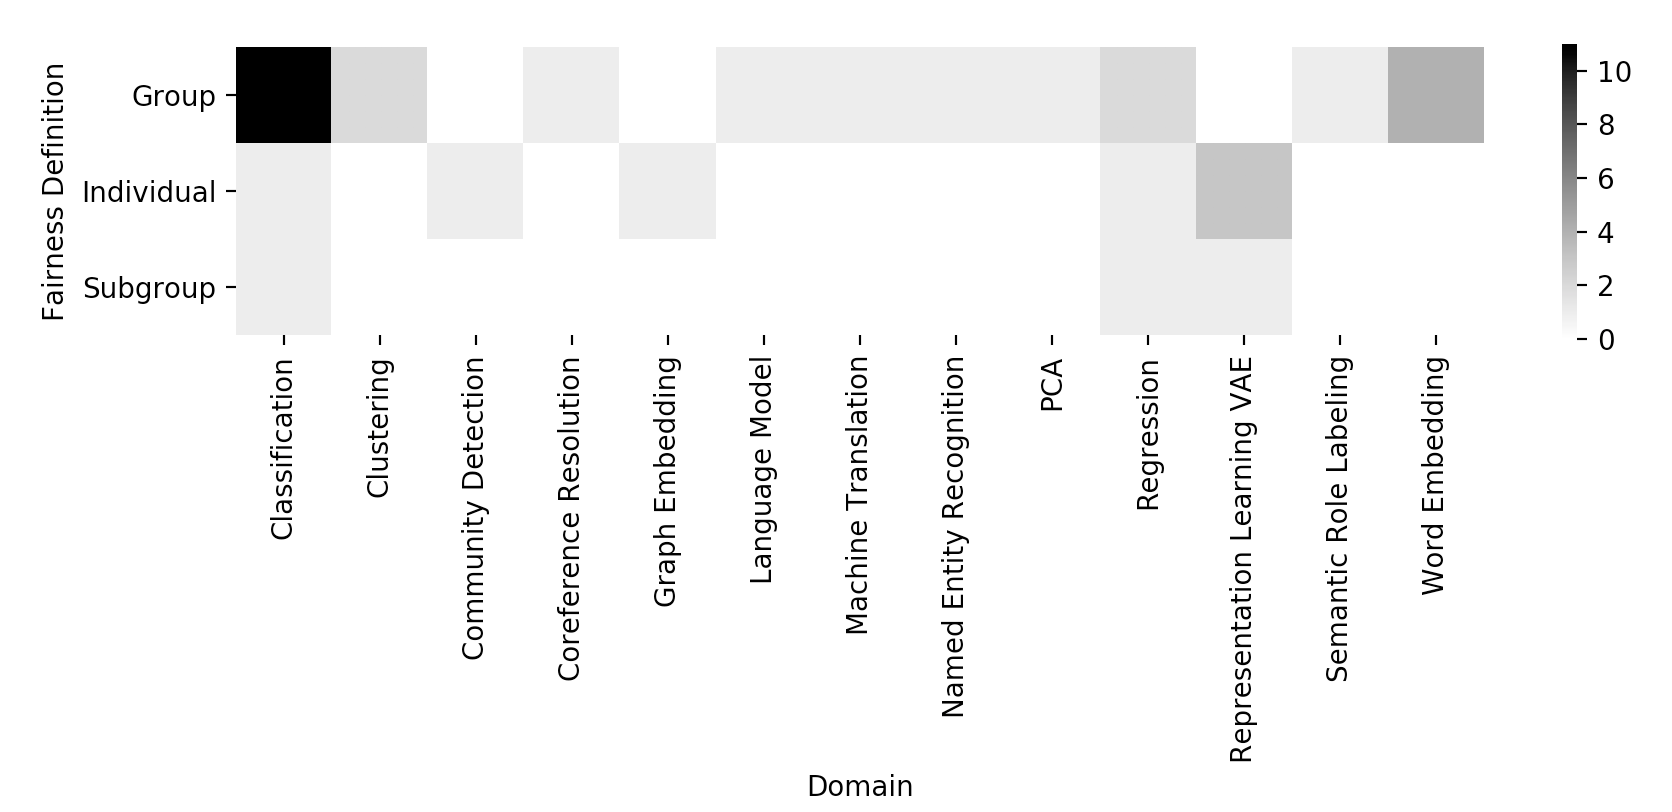 Fairness Definition
Group
Individual
Subgroup
Classification
Clustering
Community Detection
Coreference Resolution
Graph Embedding
Language Model
Machine Translation
Named Entity Recognition
PCA
Regression
Representation Learning VAE
Semantic Role Labeling
Word Embedding
Domain
10
8
6
4
2
0